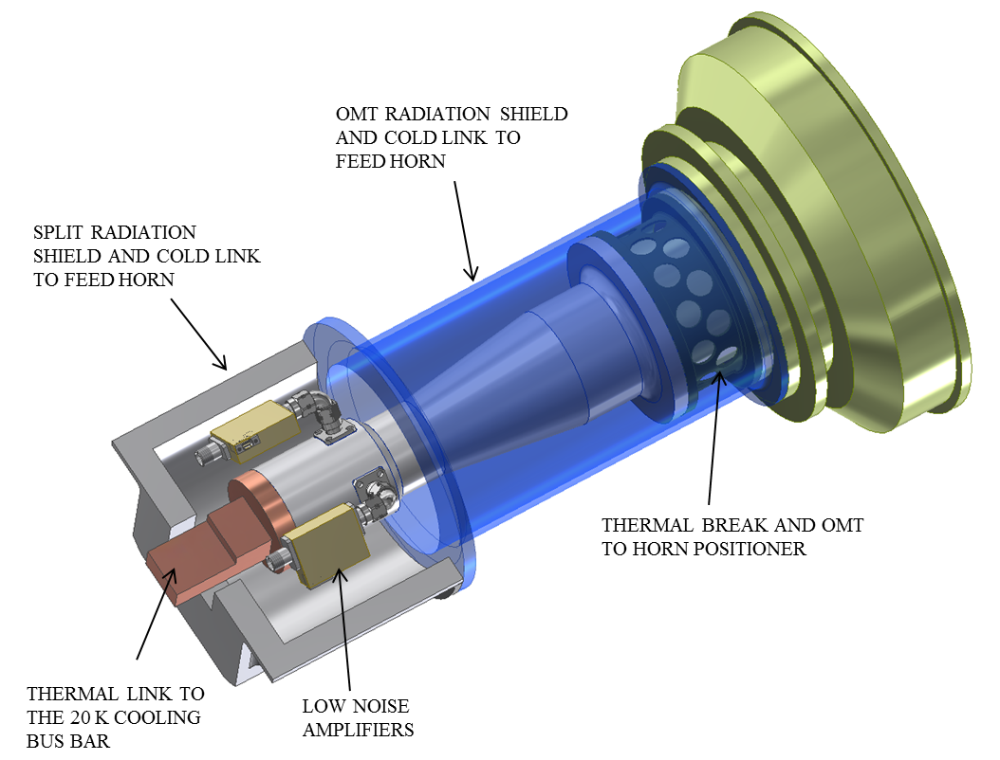 OMT RADIATION SHIELD
AND COLD LINK TO
FEED HORN
SPLIT RADIATION
SHIELD AND COLD LINK
TO FEED HORN
THERMAL BREAK AND OMT
TO HORN POSITIONER
THERMAL LINK TO
THE 20 K COOLING
BUS BAR
LOW NOISE
AMPLIFIERS